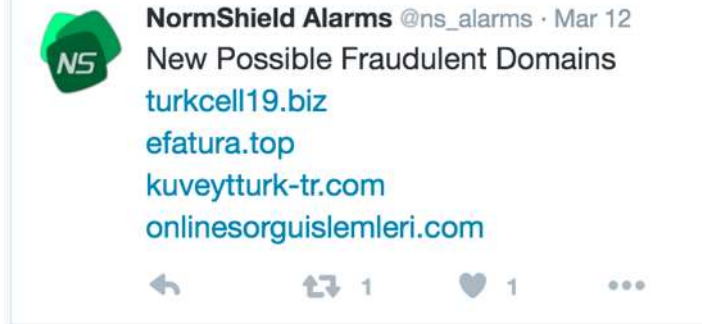 NS
NormShield Alarms @ns_alarms · Mar 12
New Possible Fraudulent Domains
turkcell19.biz
efatura.top
kuveytturk-tr.com
onlinesorguislemleri.com
1 1